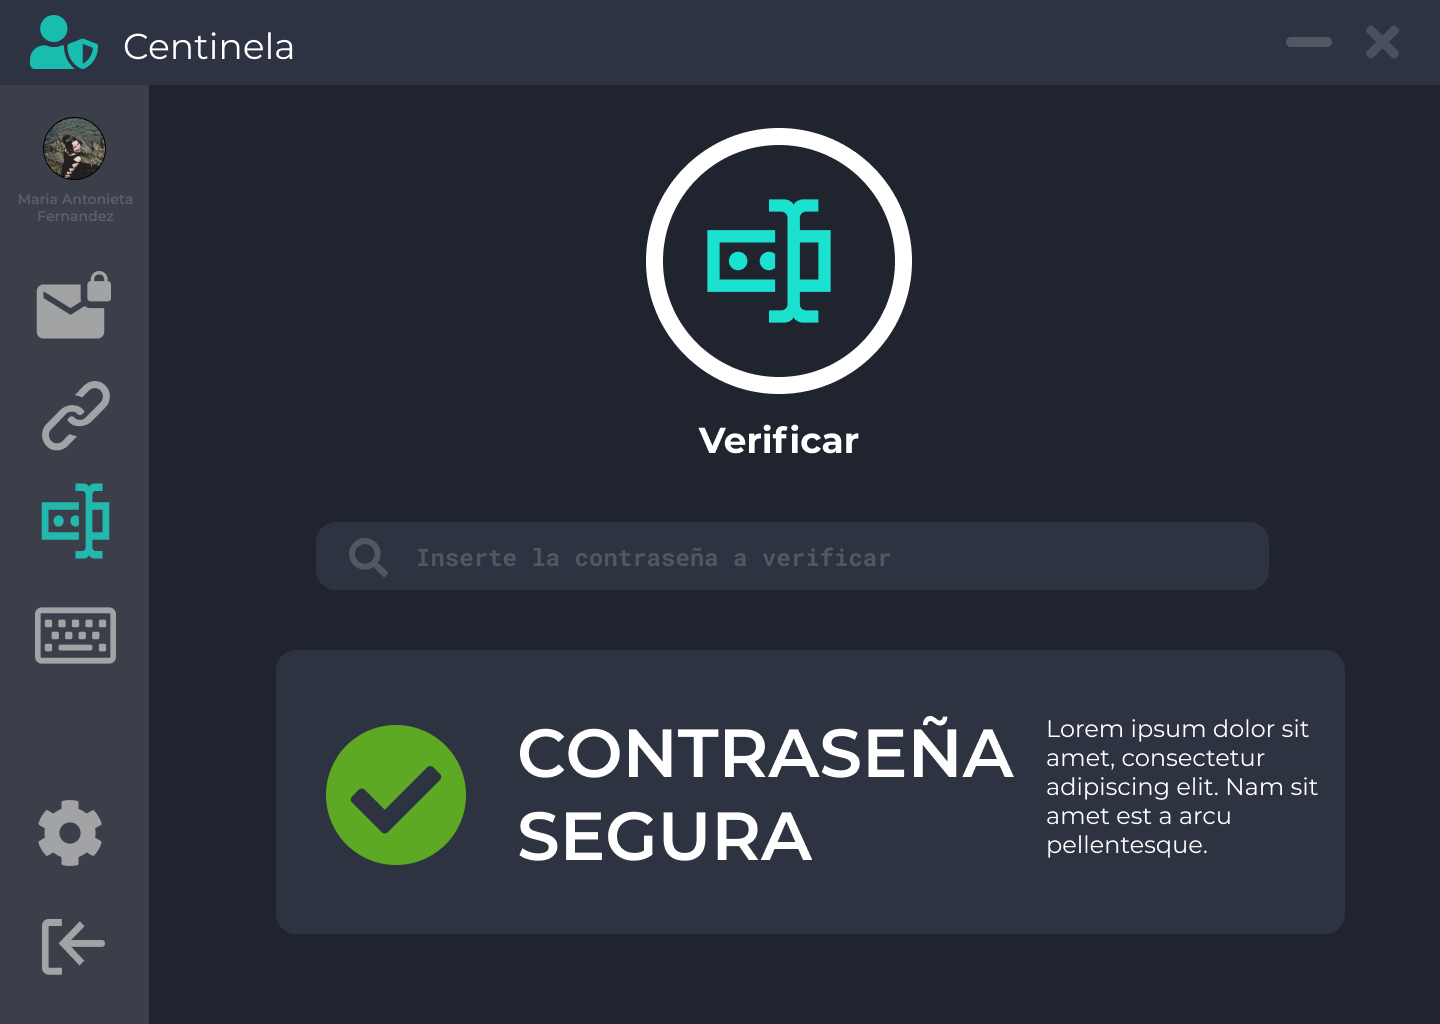 Centinela
Maria Antonieta
Fernandez
Verificar
Inserte la contraseña a verificar
CONTRASEÑA
SEGURA
Lorem ipsum dolor sit
amet, consectetur
adipiscing elit. Nam sit
amet est a arcu
pellentesque.